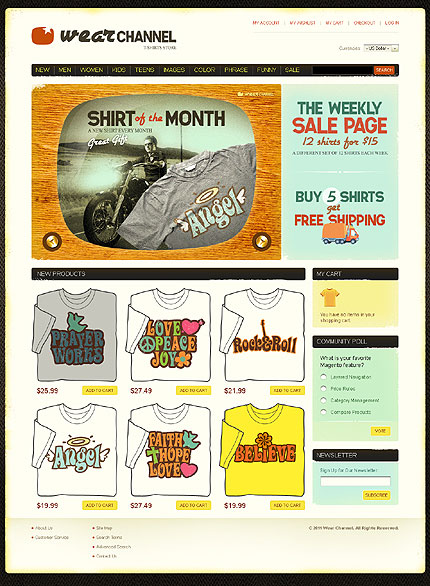 MY ACCOUNT | MY WISHLIST | MY CART | CHECKOUT | LOG IN
wear CHANNEL
T-SHIRTS STORE
Currencies: - US Dollar -
NEW MEN WOMEN KIDS TEENS IMAGES COLOR PHRASE FUNNY SALE
SEARCH
WEAR CHANNEL
SHIRT of the MONTH
A NEW SHIRT EVERY MONTH
Great Gift!
Angel
THE WEEKLY
SALE PAGE
12 shirts for $15
A DIFFERENT SET OF 12 SHIRTS EACH WEEK
BUY 5 SHIRTS
get
FREE SHIPPING
NEW PRODUCTS
PRAYER
WORKS
LOVE
PEACE
JOY
Rock&Roll
$25.99 ADD TO CART
$27.49 ADD TO CART
$21.99 ADD TO CART
Angel
FAITH
HOPE
LOVE
BELIEVE
$19.99 ADD TO CART
$27.49 ADD TO CART
$19.99 ADD TO CART
MY CART
You have no items in your
shopping cart.
COMMUNITY POLL
What is your favorite
Magento feature?
Layered Navigation
Price Rules
Category Management
Compare Products
VOTE
NEWSLETTER
Sign Up for Our Newsletter:
SUBSCRIBE
About Us
Customer Service
Site Map
Search Terms
Advanced Search
Contact Us
© 2011 Wear Channel. All Rights Reserved.